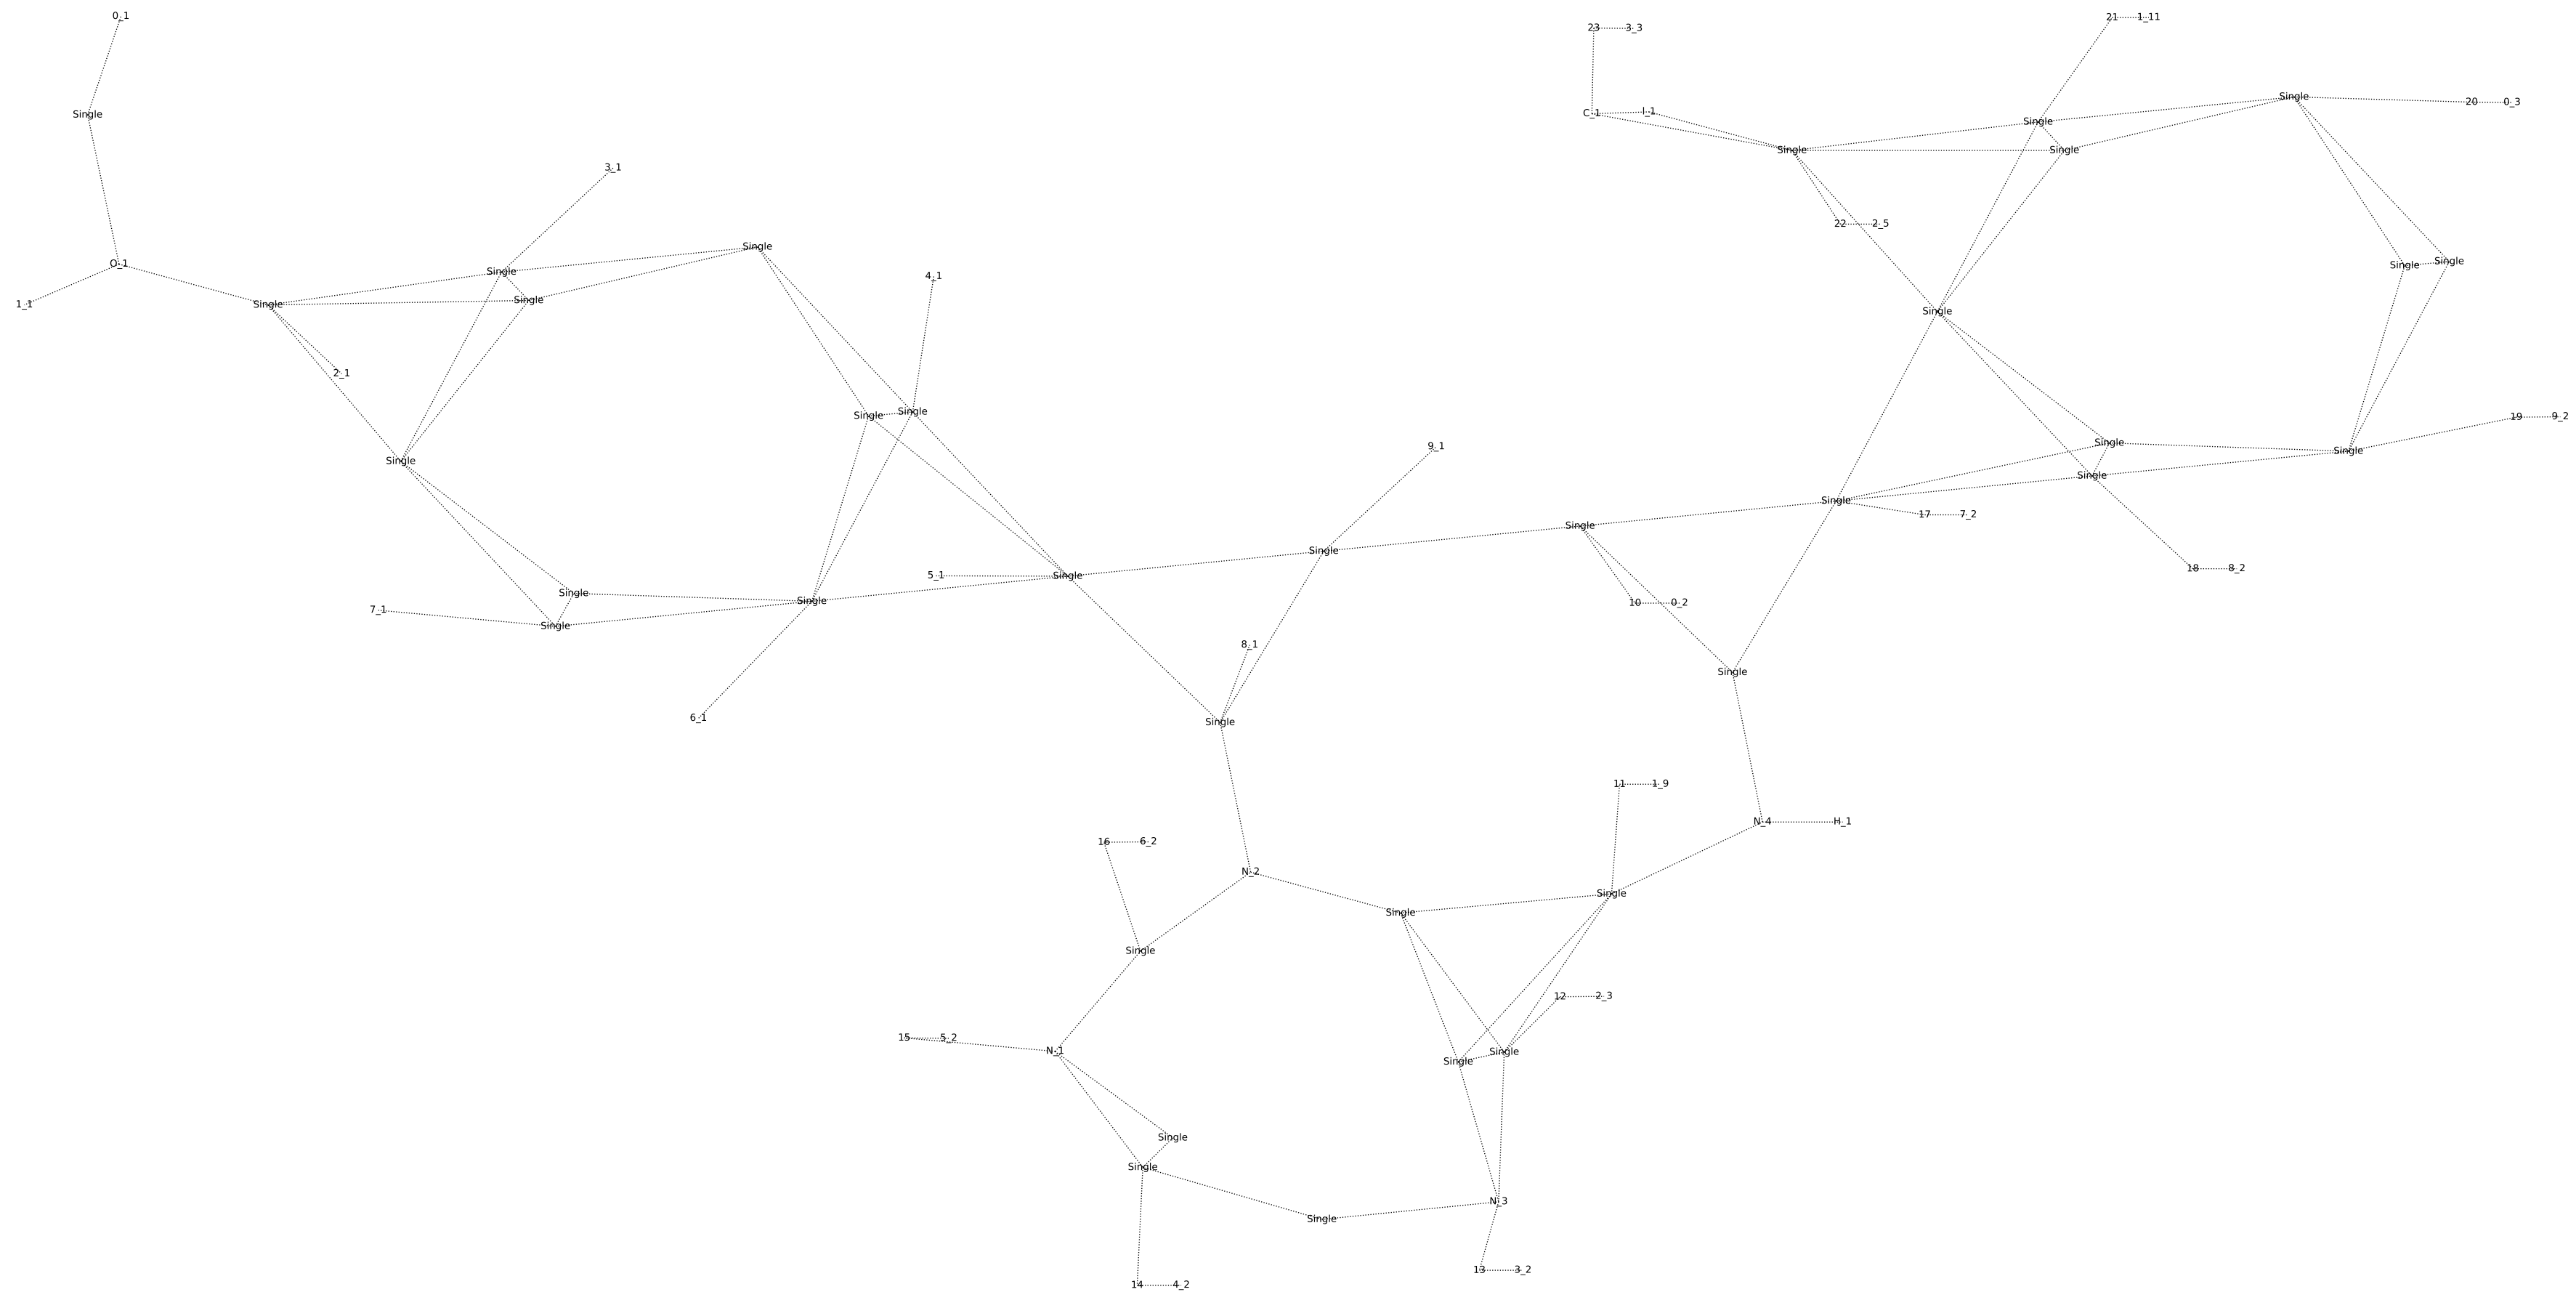 0_1
21 1_11
23 3_3
Single 20 0_3
C_1 I_1
Single
Single
Single Single
3_1
22 2_5
Single
O_1 Single Single
Single
4_1
Single
1_1 Single
Single
2_1
Single Single
19 9_2
Single
9_1
Single
Single
Single
Single
17 7_2
Single
Single
18 8_2
5_1 Single
Single
Single
10 0_2
7_1
Single
8_1
Single
6_1
Single
11 1_9
N_4 H_1
16 6_2
N_2
Single
Single
Single
12 2_3
15 5_2
N_1
Single
Single
Single
Single
N_3
Single
13 3_2
14 4_2